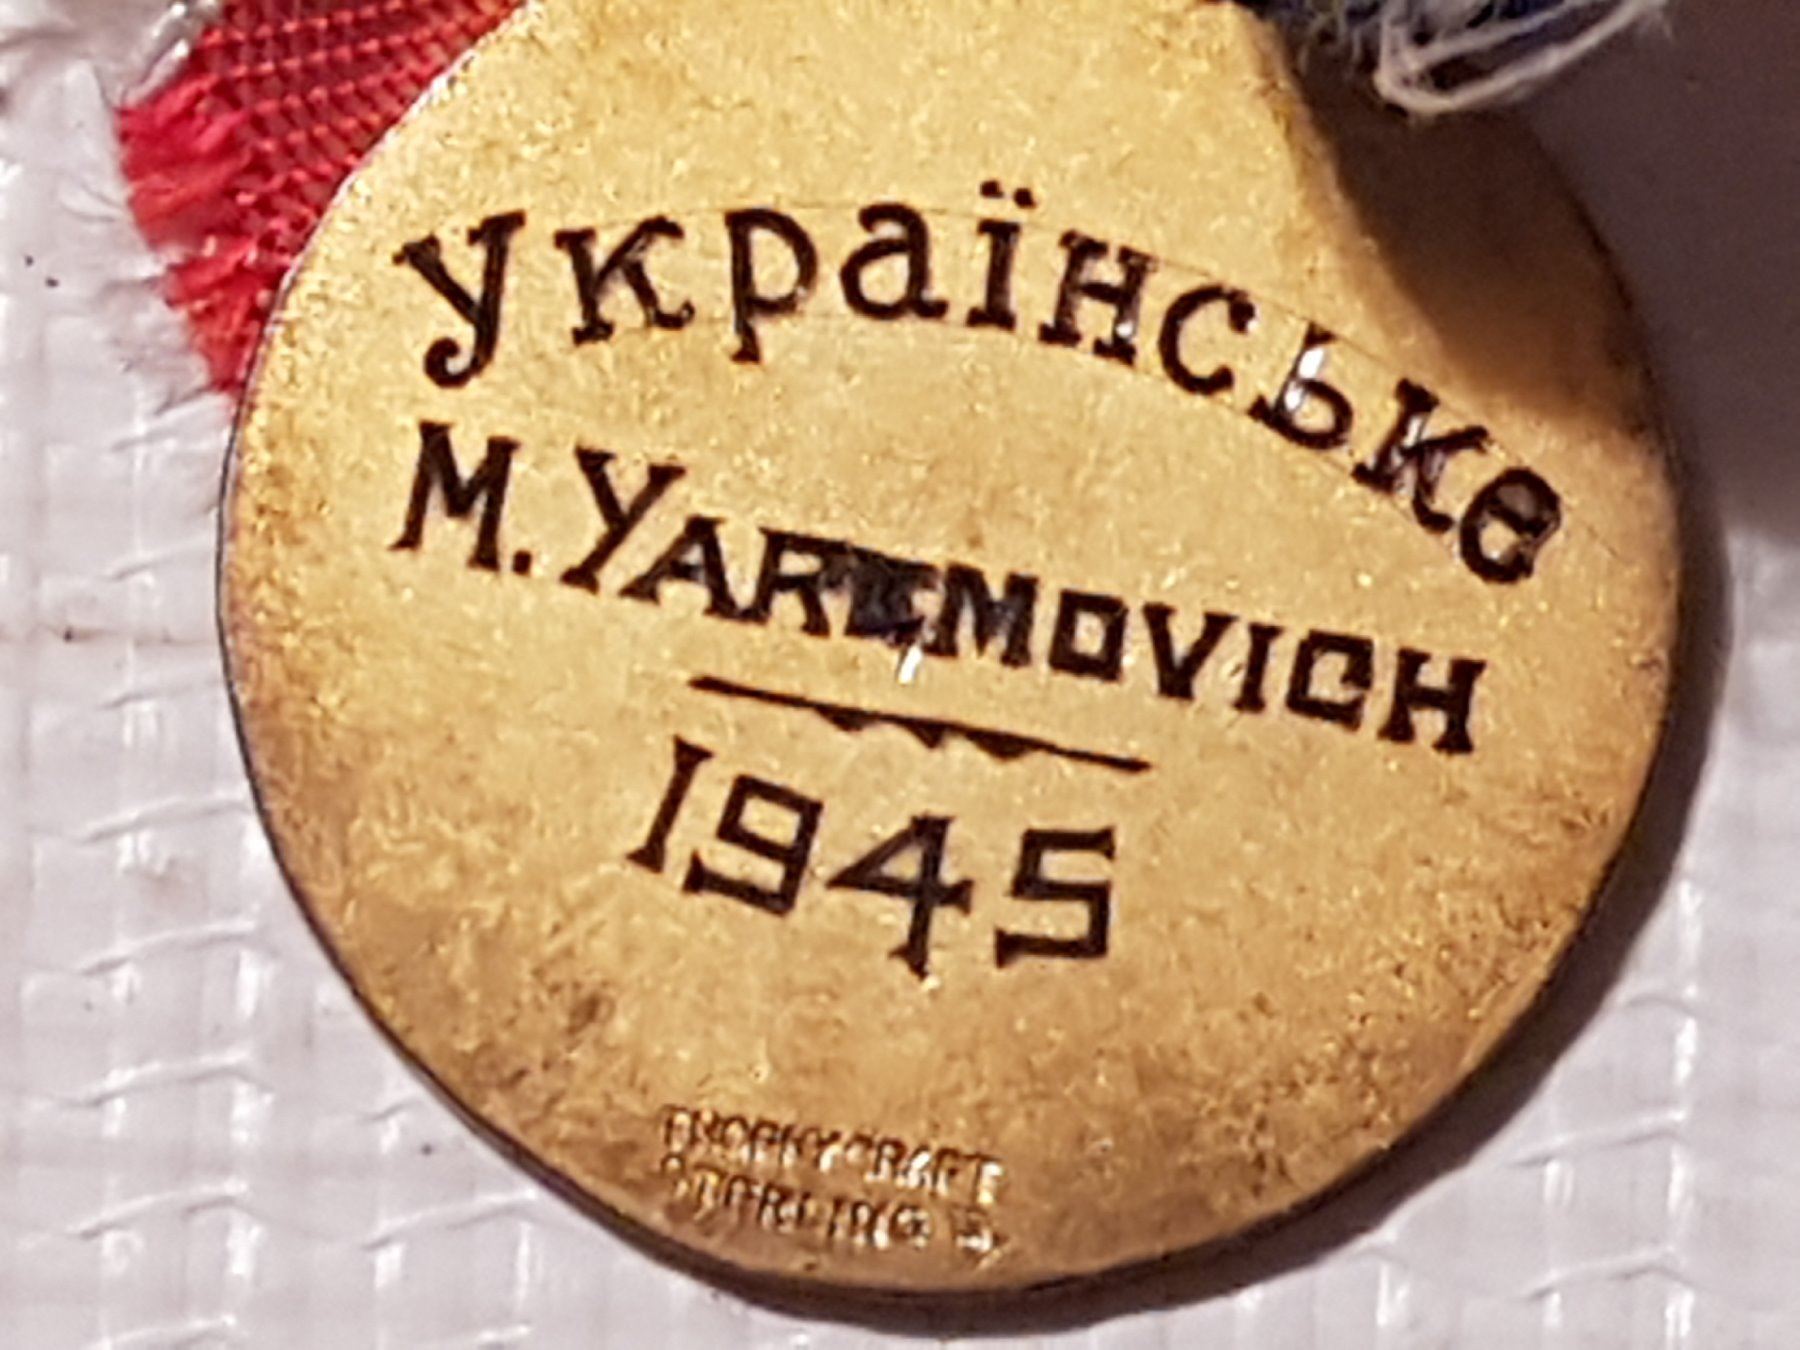 Українське
M. YAREMOVICH
1945
TROPHYCRAFT
STERLING